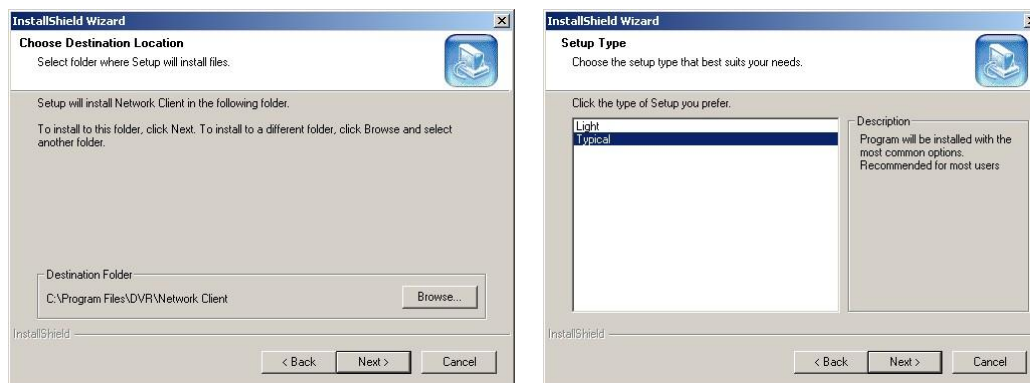 InstallShield Wizard
Choose Destination Location
Select folder where Setup will install files.
Setup will install Network Client in the following folder.
To install to this folder, click Next. To install to a different folder, click Browse and select
another folder.
Destination Folder
C:\Program Files\DVR\Network Client
Browse...
InstallShield
< Back
Next >
Cancel
InstallShield Wizard
Setup Type
Choose the setup type that best suits your needs.
Click the type of Setup you prefer.
Light
Typical
Description
Program will be installed with the
most common options.
Recommended for most users
InstallShield
< Back
Next >
Cancel